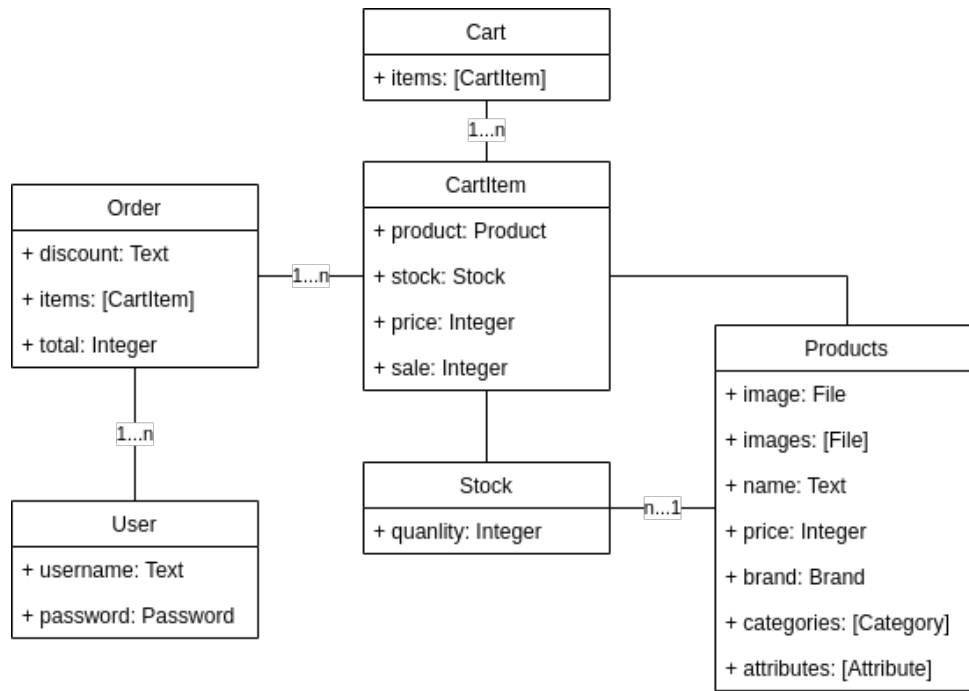 Cart
+ items: [CartItem]
1...n
CartItem
+ product: Product
+ stock: Stock
+ price: Integer
+ sale: Integer
Order
+ discount: Text
+ items: [CartItem]
+ total: Integer
1...n
1...n
User
+ username: Text
+ password: Password
Stock
+ quanlity: Integer
n...1
Products
+ image: File
+ images: [File]
+ name: Text
+ price: Integer
+ brand: Brand
+ categories: [Category]
+ attributes: [Attribute]